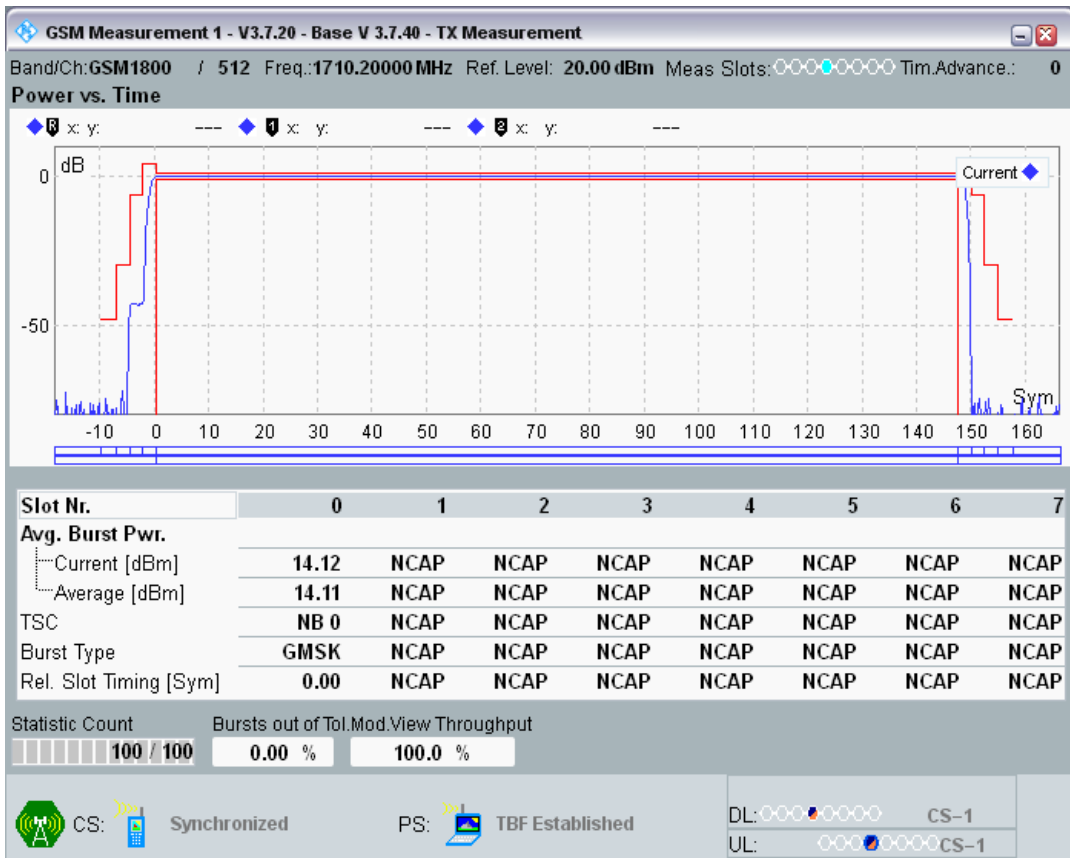 GSM Measurement 1 - V3.7.20 - Base V 3.7.40 - TX Measurement
Band/Ch:GSM1800 / 512 Freq.:1710.20000 MHz Ref. Level: 20.00 dBm Meas Slots: Tim.Advance.: 0
Power vs. Time
R x: y: --- 1 x: y: --- 2 x: y: ---
dB
Current
0
-50
Sym
-10 0 10 20 30 40 50 60 70 80 90 100 110 120 130 140 150 160
Slot Nr. 0 1 2 3 4 5 6 7
Avg. Burst Pwr.
Current [dBm] 14.12 NCAP NCAP NCAP NCAP NCAP NCAP NCAP
Average [dBm] 14.11 NCAP NCAP NCAP NCAP NCAP NCAP NCAP
TSC NB 0 NCAP NCAP NCAP NCAP NCAP NCAP NCAP
Burst Type GMSK NCAP NCAP NCAP NCAP NCAP NCAP NCAP
Rel. Slot Timing [Sym] 0.00 NCAP NCAP NCAP NCAP NCAP NCAP NCAP
Statistic Count Bursts out of Tol.Mod.View Throughput
100 / 100 0.00 % 100.0 %
CS: Synchronized PS: TBF Established
DL: CS-1
UL: CS-1